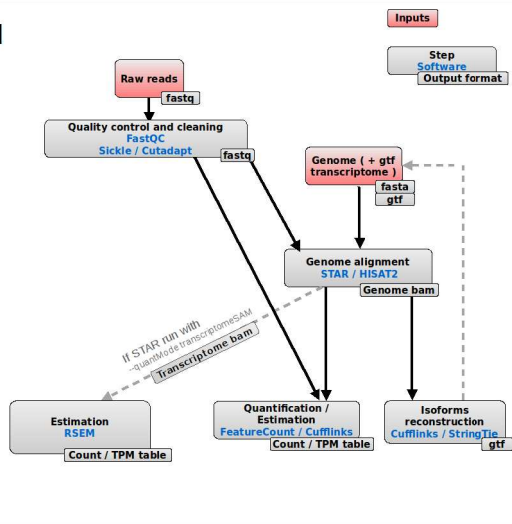 Inputs
Step
Software
Output format
Raw reads
fastq
Quality control and cleaning
FastQC
Sickle / Cutadapt
fastq
Genome ( + gtf
transcriptome )
fasta
gtf
Genome alignment
STAR / HISAT2
Genome bam
If STAR run with
--quantMode transcriptomeSAM
Transcriptome bam
Estimation
RSEM
Count / TPM table
Quantification /
Estimation
FeatureCount / Cufflinks
Count / TPM table
Isoforms
reconstruction
Cufflinks / StringTie
gtf